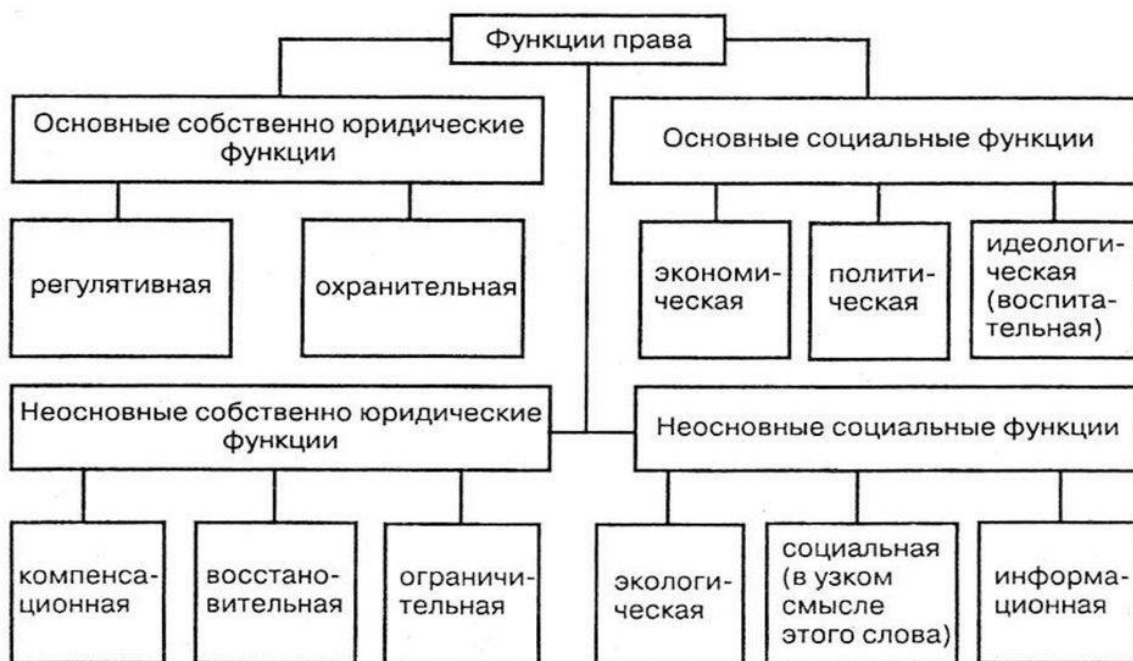 Функции права
Основные собственно юридические
функции
Основные социальные функции
регулятивная
охранительная
экономи-
ческая
полити-
ческая
идеологи-
ческая
(воспита-
тельная)
Неосновные собственно юридические
функции
Неосновные социальные функции
компенса-
ционная
восстано-
вительная
ограничи-
тельная
экологи-
ческая
социальная
(в узком
смысле
этого слова)
информа-
ционная